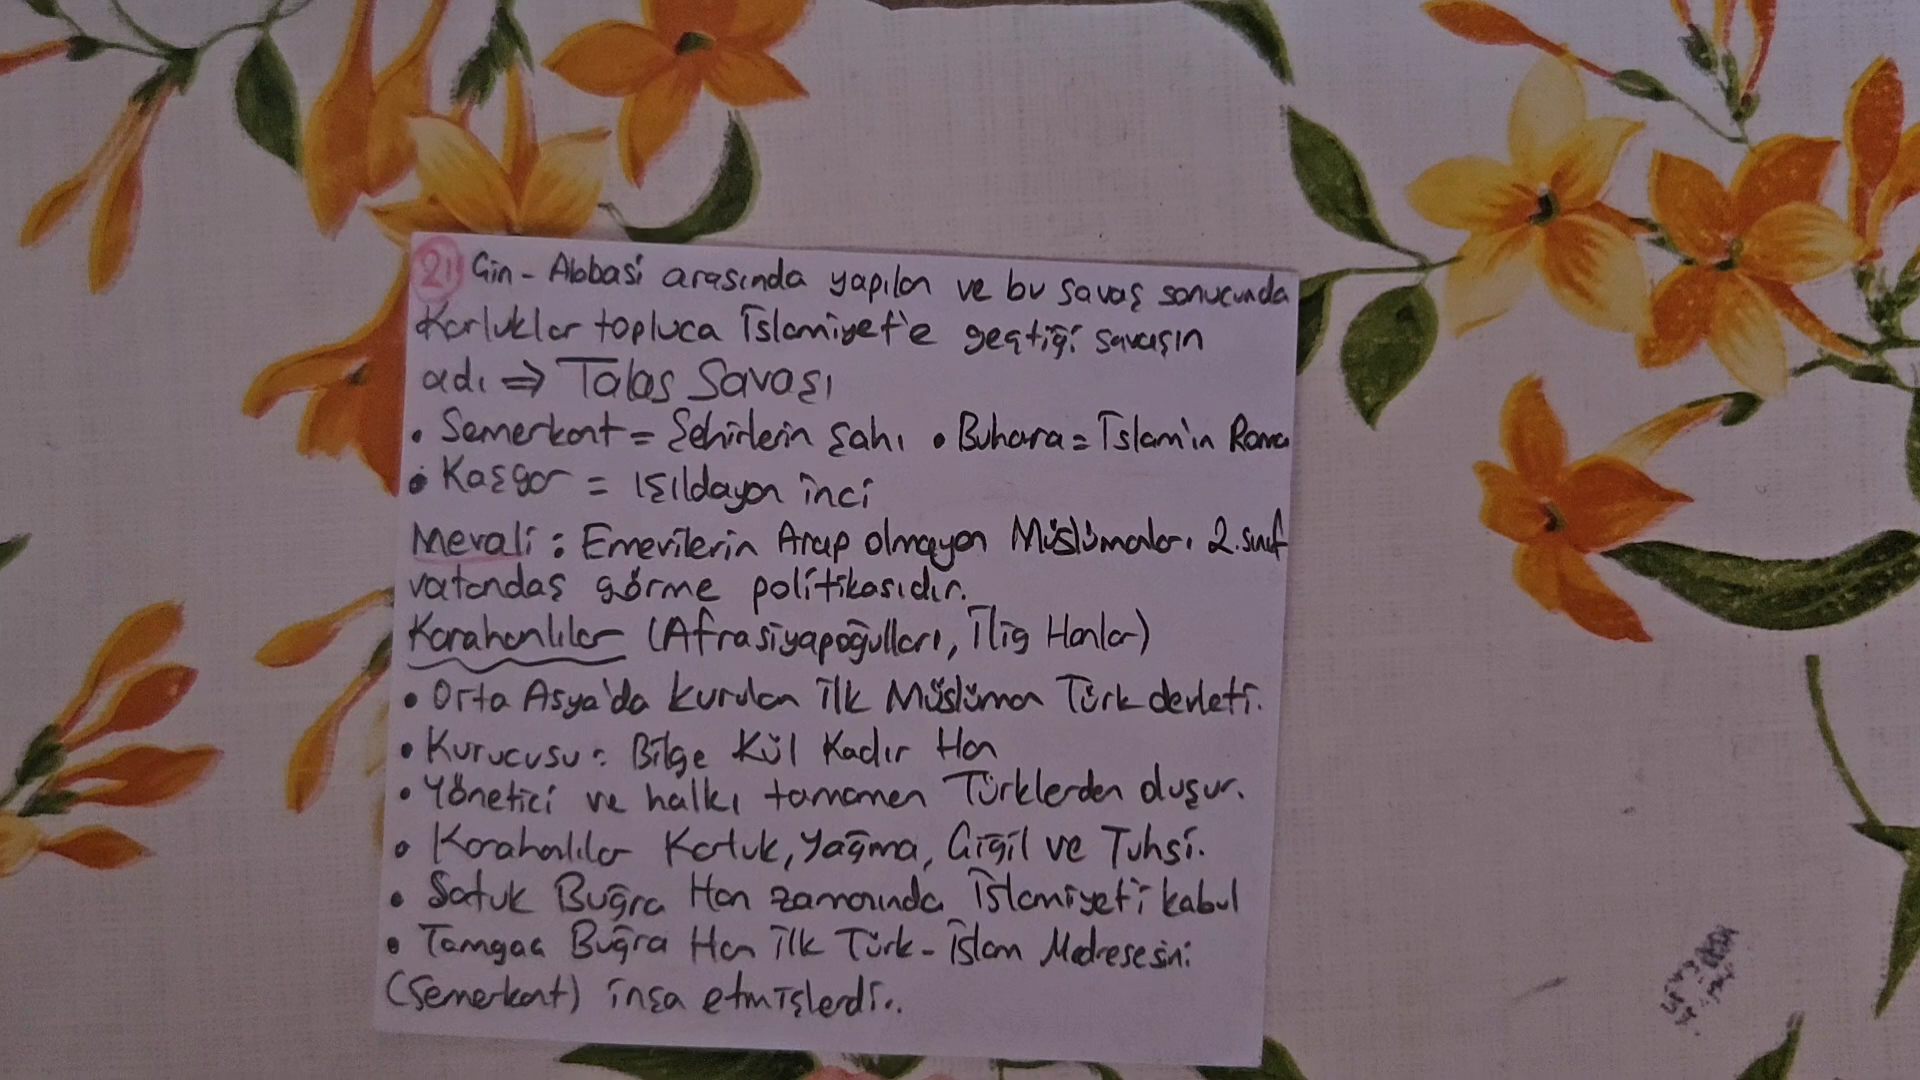 21 Çin - Abbasi arasında yapılan ve bu savaş sonucunda
Karluklar topluca İslamiyet'e geçtiği savaşın
adı ⇒ Talas Savaşı
• Semerkant = Şehirlerin şahı • Buhara = İslam'ın Roma
• Kaşgar = Işıldayan inci
Mevali : Emevilerin Arap olmayan Müslümanları 2. sınıf
vatandaş görme politikasıdır.
Karahanlılar (Afrasiyapoğulları, İlig Hanlar)
• Orta Asya'da kurulan ilk Müslüman Türk devleti.
• Kurucusu : Bilge Kül Kadır Han
• Yönetici ve halkı tamamen Türklerden oluşur.
• Karahanlılar Karluk, Yağma, Çiğil ve Tuhsi.
• Satuk Buğra Han zamanında İslamiyeti kabul
• Tamgaç Buğra Han ilk Türk - İslam Medresesini
(Semerkant) inşa etmişlerdi..